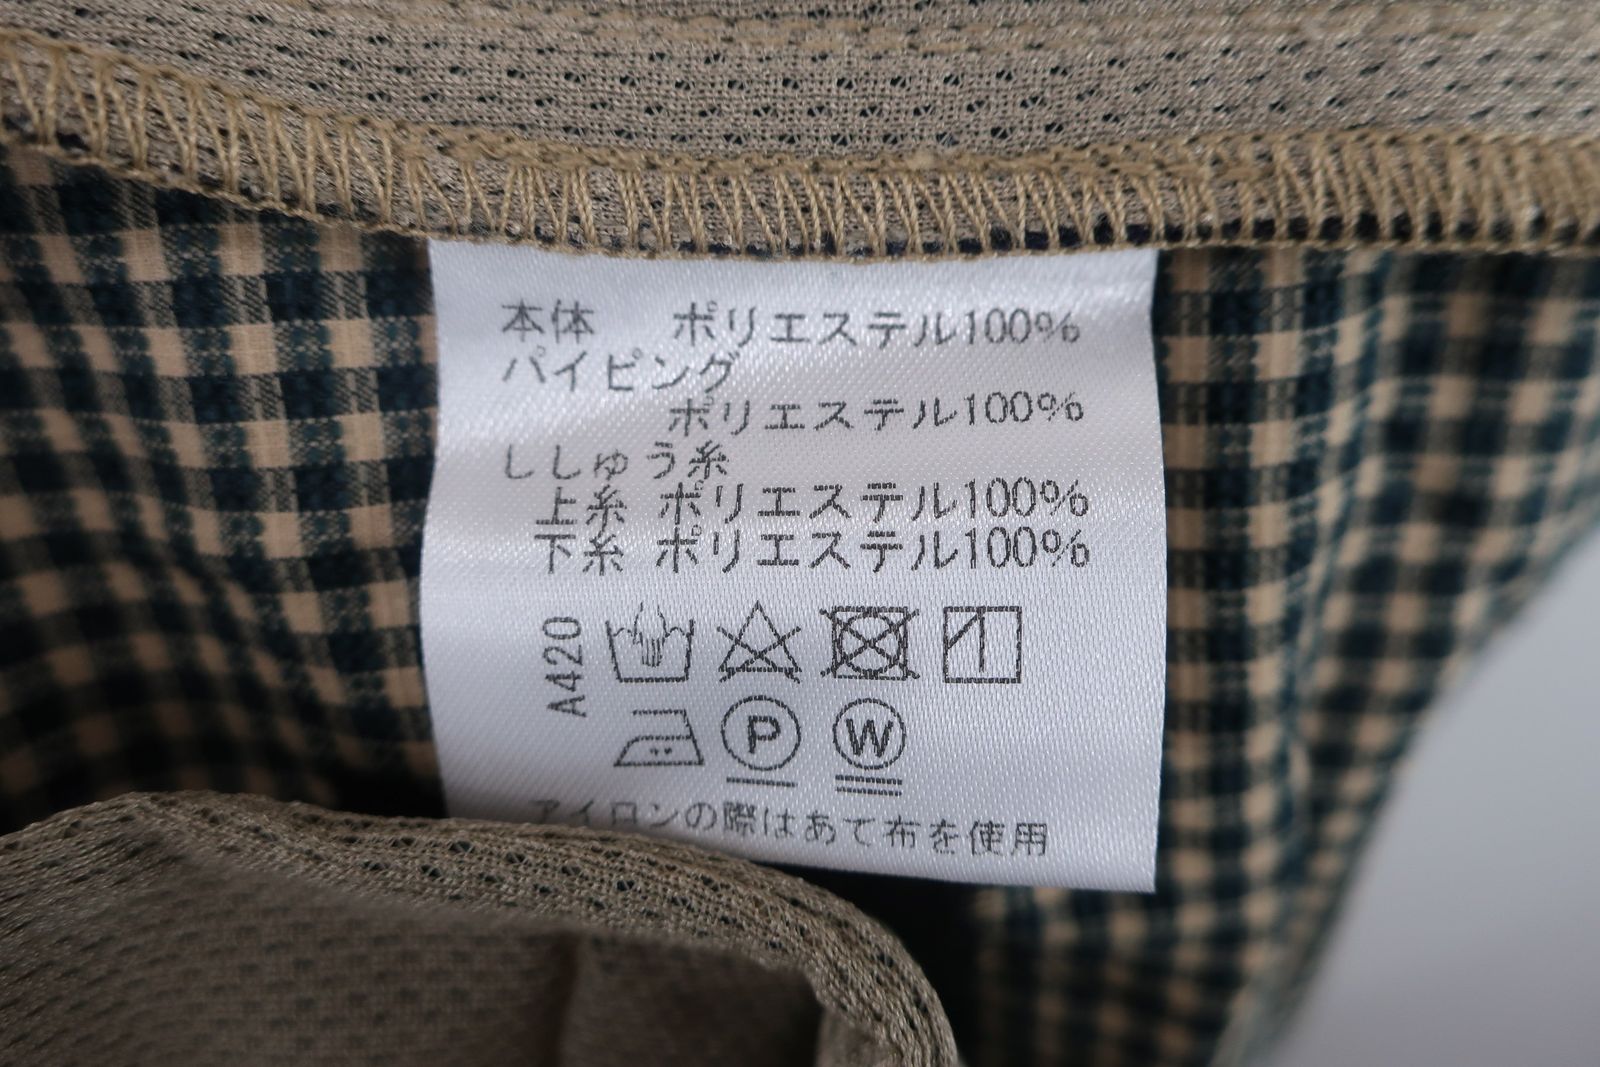 本体 ポリエステル100%
パイピング
ポリエステル100%
ししゅう糸
上糸 ポリエステル100%
下糸 ポリエステル100%
A420
P W
アイロンの際はあて布を使用